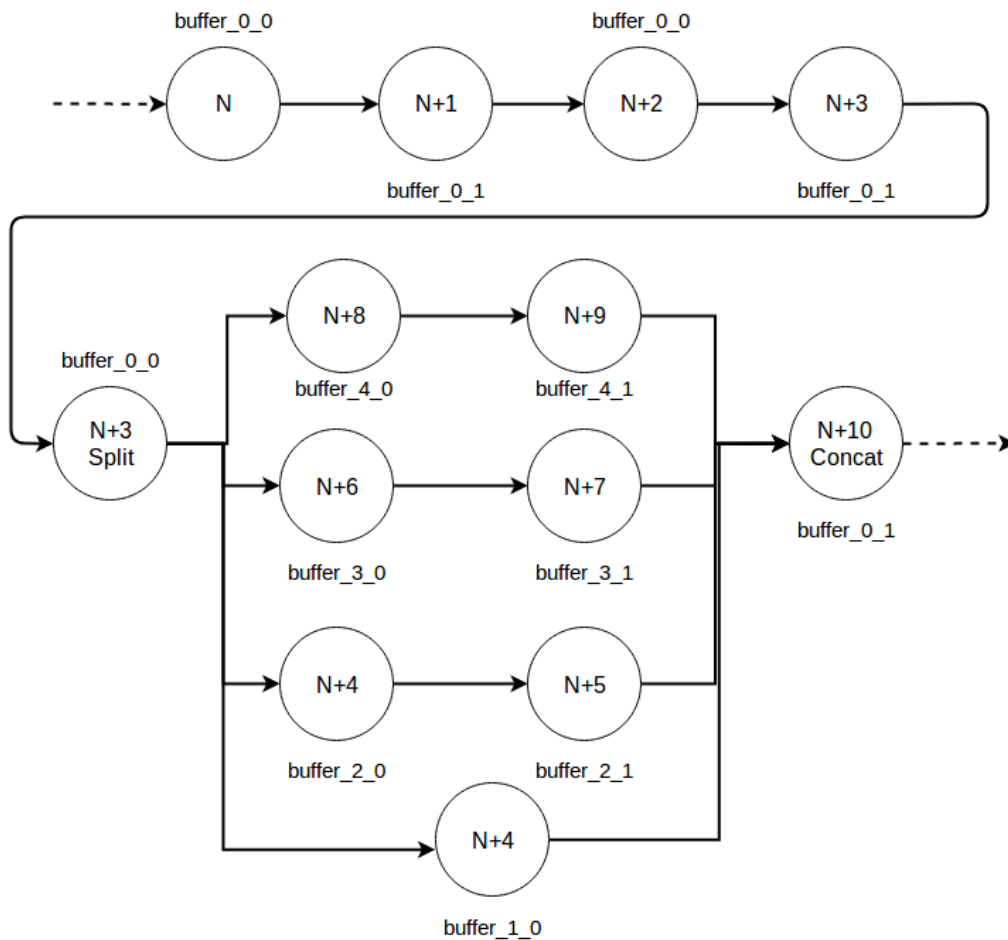 buffer_0_0
buffer_0_0
N
N+1
N+2
N+3
buffer_0_1
buffer_0_1
N+8
N+9
buffer_0_0
buffer_4_0
buffer_4_1
N+3
Split
N+10
Concat
N+6
N+7
buffer_0_1
buffer_3_0
buffer_3_1
N+4
N+5
buffer_2_0
buffer_2_1
N+4
buffer_1_0